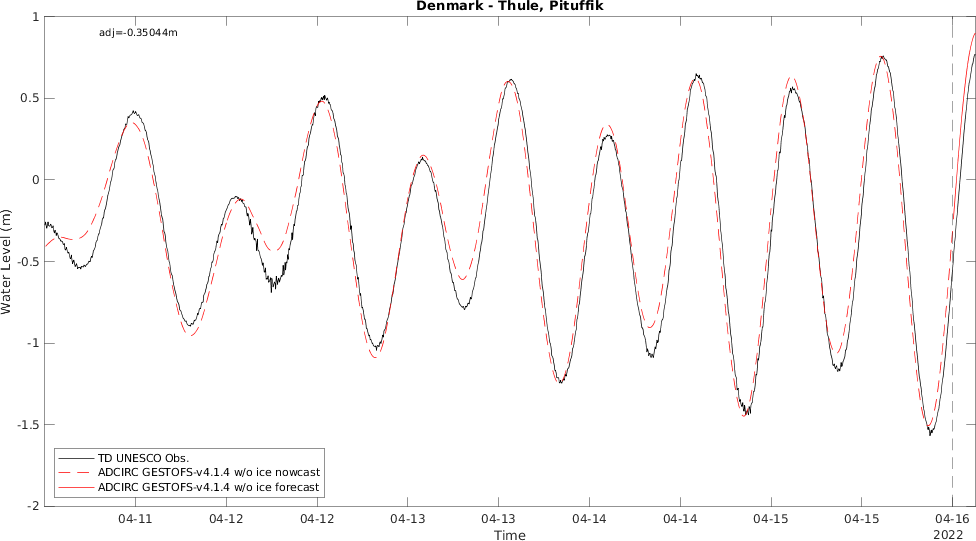 Denmark - Thule, Pituffik
adj=-0.35044m
1
0.5
0
-0.5
-1
-1.5
-2
Water Level (m)
TD UNESCO Obs.
ADCIRC GESTOFS-v4.1.4 w/o ice nowcast
ADCIRC GESTOFS-v4.1.4 w/o ice forecast
04-11 04-12 04-12 04-13 04-13 04-14 04-14 04-15 04-15 04-16
Time 2022